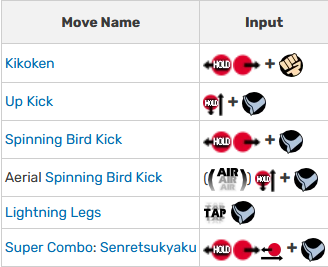 Move Name Input
Kikoken HOLD +
Up Kick HOLD +
Spinning Bird Kick HOLD +
Aerial Spinning Bird Kick ((AIR AIR AIR)) HOLD +
Lightning Legs TAP
Super Combo: Senretsukyaku HOLD +